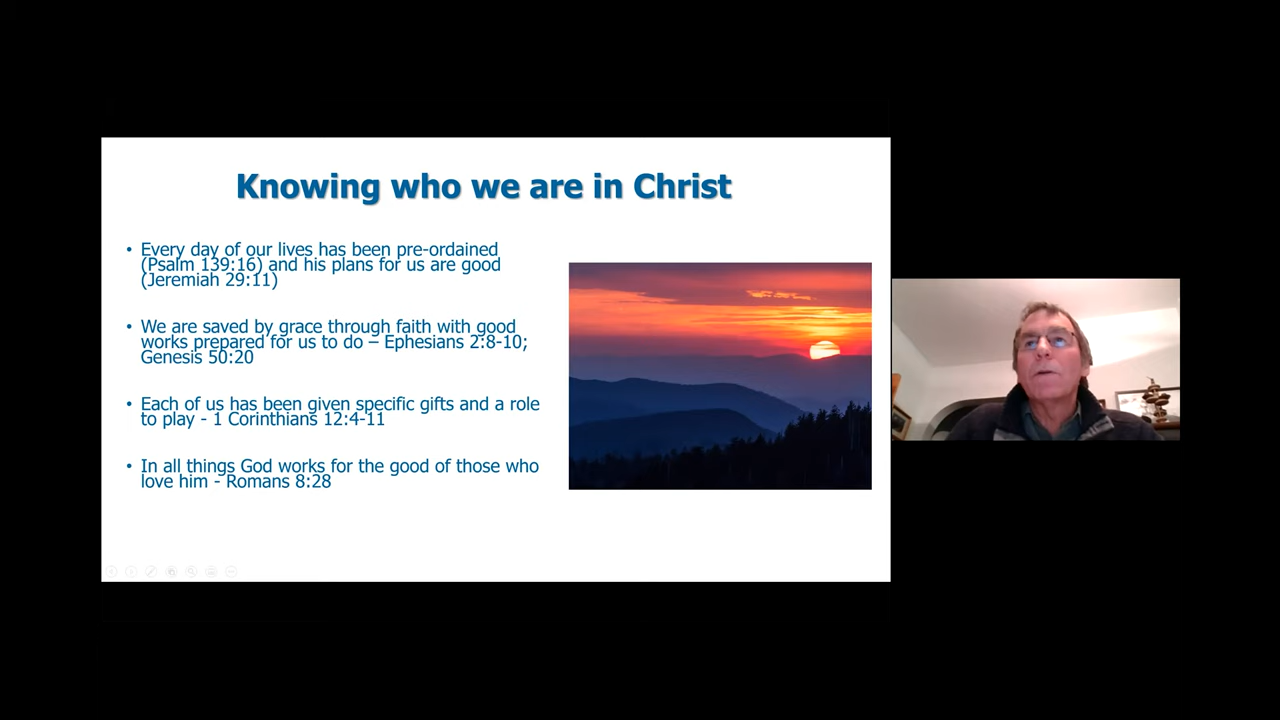 Knowing who we are in Christ
• Every day of our lives has been pre-ordained
(Psalm 139:16) and his plans for us are good
(Jeremiah 29:11)
• We are saved by grace through faith with good
works prepared for us to do – Ephesians 2:8-10;
Genesis 50:20
• Each of us has been given specific gifts and a role
to play - 1 Corinthians 12:4-11
• In all things God works for the good of those who
love him - Romans 8:28